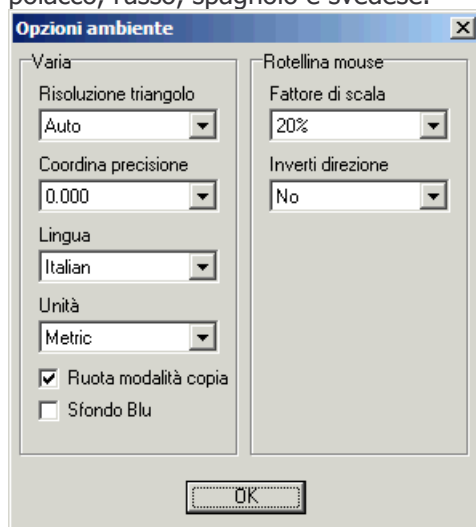 polacco, russo, spagnolo e svedese.
Opzioni ambiente
Varia
Risoluzione triangolo
Auto
Coordina precisione
0.000
Lingua
Italian
Unità
Metric
Ruota modalità copia
Sfondo Blu
Rotellina mouse
Fattore di scala
20%
Inverti direzione
No
OK